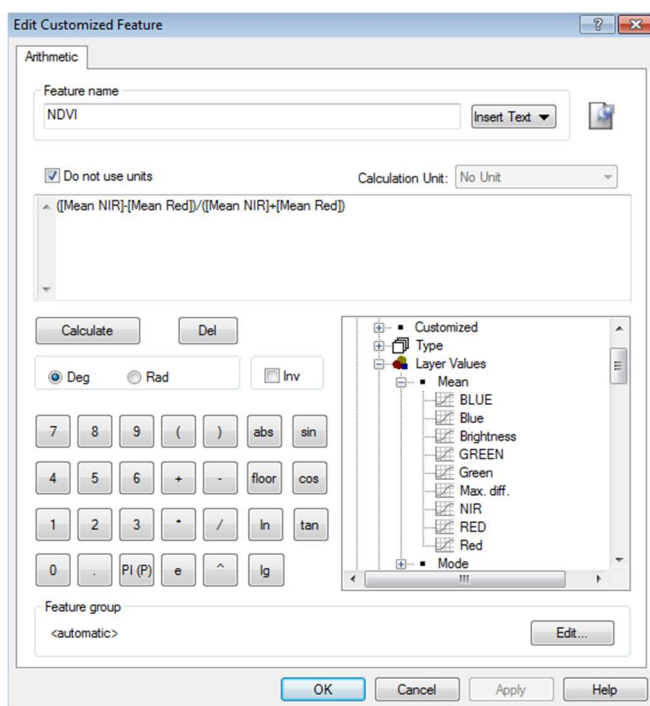 Edit Customized Feature
Arithmetic
Feature name
NDVI
Insert Text
Do not use units
Calculation Unit: No Unit
([Mean NIR]-[Mean Red])/([Mean NIR]+[Mean Red])
Calculate Del
Deg Rad Inv
7 8 9 ( ) abs sin
4 5 6 + - floor cos
1 2 3 * / ln tan
0 . PI (P) e ^ lg
Customized
Type
Layer Values
Mean
BLUE
Blue
Brightness
GREEN
Green
Max. diff.
NIR
RED
Red
Mode
Feature group
<automatic>
Edit...
OK Cancel Apply Help